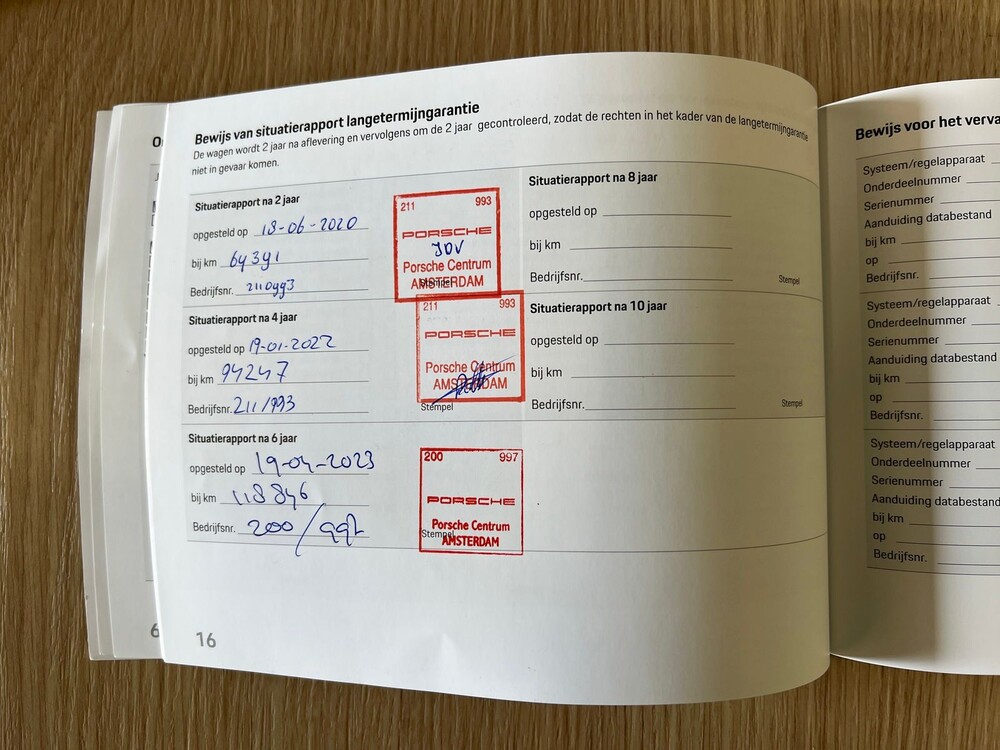 Bewijs van situatierapport langetermijngarantie
De wagen wordt 2 jaar na aflevering en vervolgens om de 2 jaar gecontroleerd, zodat de rechten in het kader van de langetermijngarantie
niet in gevaar komen.
Situatierapport na 2 jaar
opgesteld op 18-06-2020
bij km 64391
Bedrijfsnr. 2110993
211 993
PORSCHE
JDV
Porsche Centrum
AMSTERDAM
Stempel
Situatierapport na 4 jaar
opgesteld op 19-01-2022
bij km 94247
Bedrijfsnr. 211/993
211 993
PORSCHE
Porsche Centrum
AMSTERDAM
Stempel
Situatierapport na 6 jaar
opgesteld op 19-04-2023
bij km 118846
Bedrijfsnr. 200/997
200 997
PORSCHE
Porsche Centrum
AMSTERDAM
Stempel
Situatierapport na 8 jaar
opgesteld op
bij km
Bedrijfsnr.
Stempel
Situatierapport na 10 jaar
opgesteld op
bij km
Bedrijfsnr.
Stempel
16
6
Bewijs voor het verva
Systeem/regelapparaat
Onderdeelnummer
Serienummer
Aanduiding databestand
bij km
op
Bedrijfsnr.
Systeem/regelapparaat
Onderdeelnummer
Serienummer
Aanduiding databestand
bij km
op
Bedrijfsnr.
Systeem/regelapparaat
Onderdeelnummer
Serienummer
Aanduiding databestand
bij km
op
Bedrijfsnr.